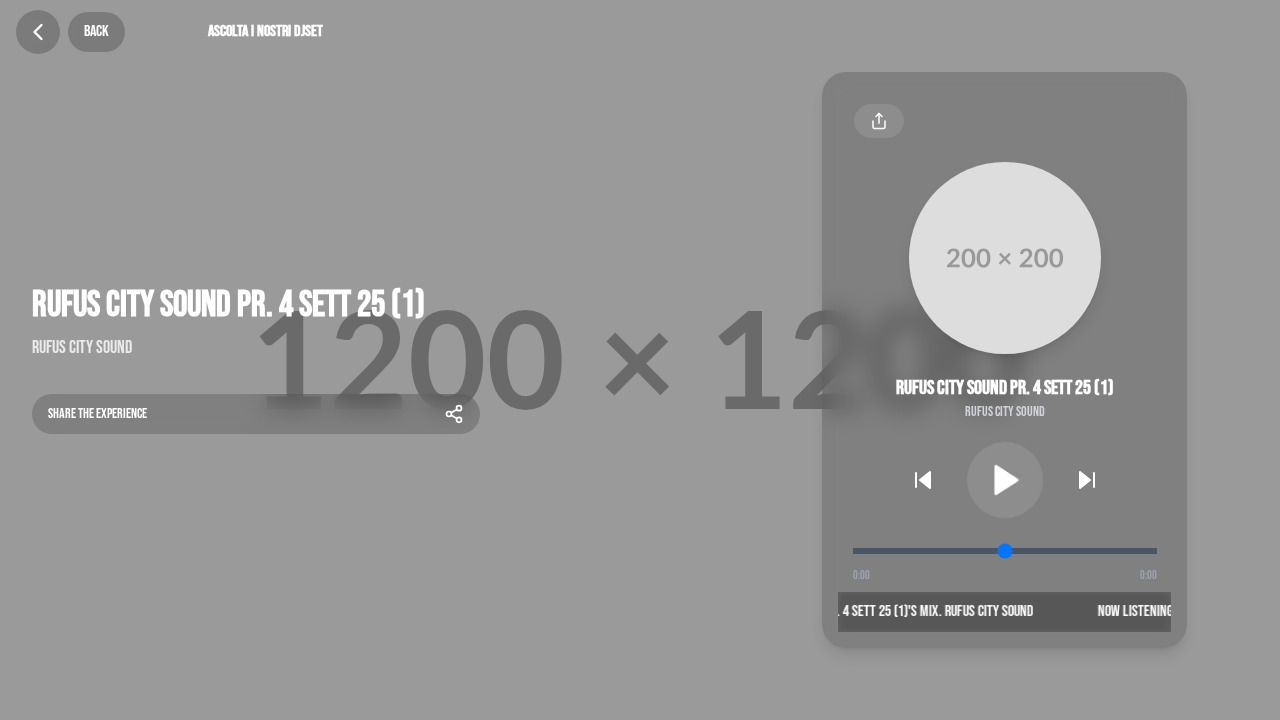 BACK
ASCOLTA I NOSTRI DJSET
RUFUS CITY SOUND PR. 4 SETT 25 (1)
RUFUS CITY SOUND
SHARE THE EXPERIENCE
1200 × 120
200 × 200
RUFUS CITY SOUND PR. 4 SETT 25 (1)
RUFUS CITY SOUND
0:00
0:00
. 4 SETT 25 (1)'S MIX. RUFUS CITY SOUND
NOW LISTENING